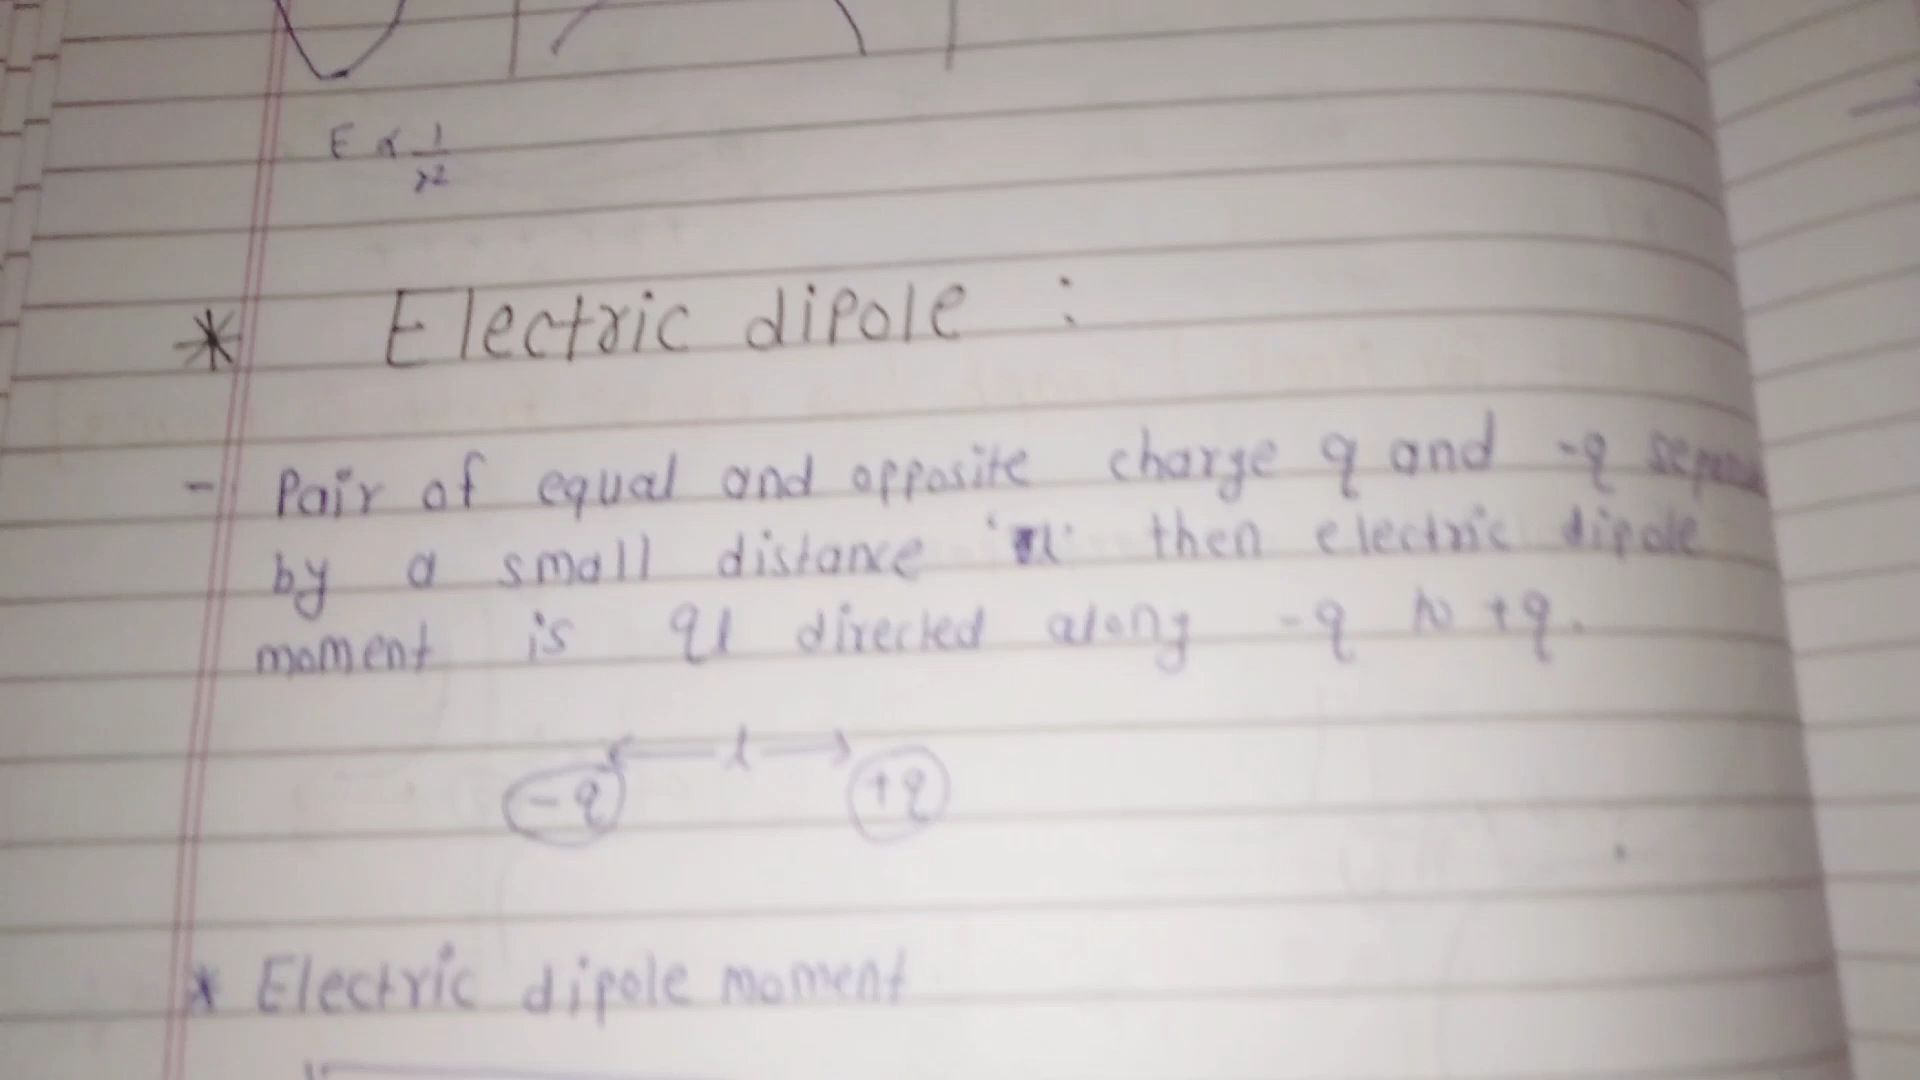 E ∝ 1/r²
* Electric dipole :
- Pair of equal and opposite charge q and -q
by a small distance 'l' then electric dipole
moment is ql directed along -q to +q.
← l →
-q +q
* Electric dipole moment